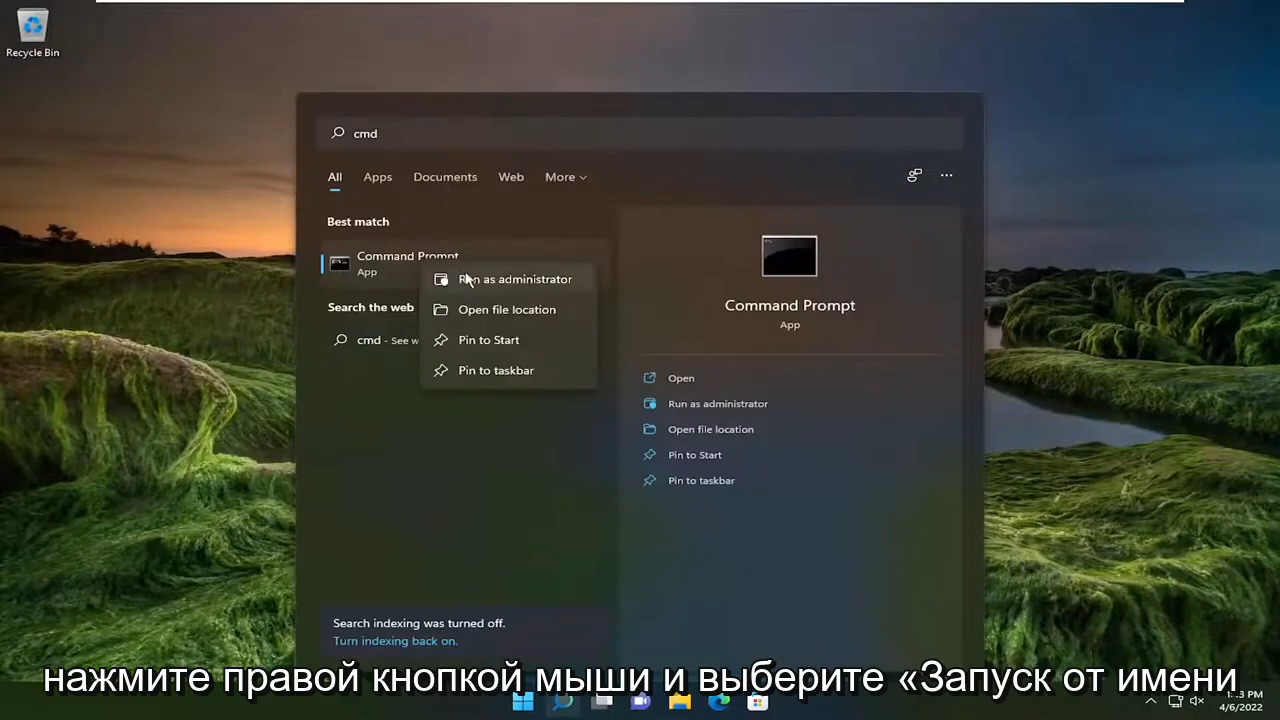 Recycle Bin
cmd
All Apps Documents Web More
Best match
Command Prompt
App
Run as administrator
Open file location
Pin to Start
Pin to taskbar
Search the web
cmd - See w
Command Prompt
App
Open
Run as administrator
Open file location
Pin to Start
Pin to taskbar
Search indexing was turned off.
Turn indexing back on.
нажмите правой кнопкой мыши и выберите «Запуск от имени
4/6/2022